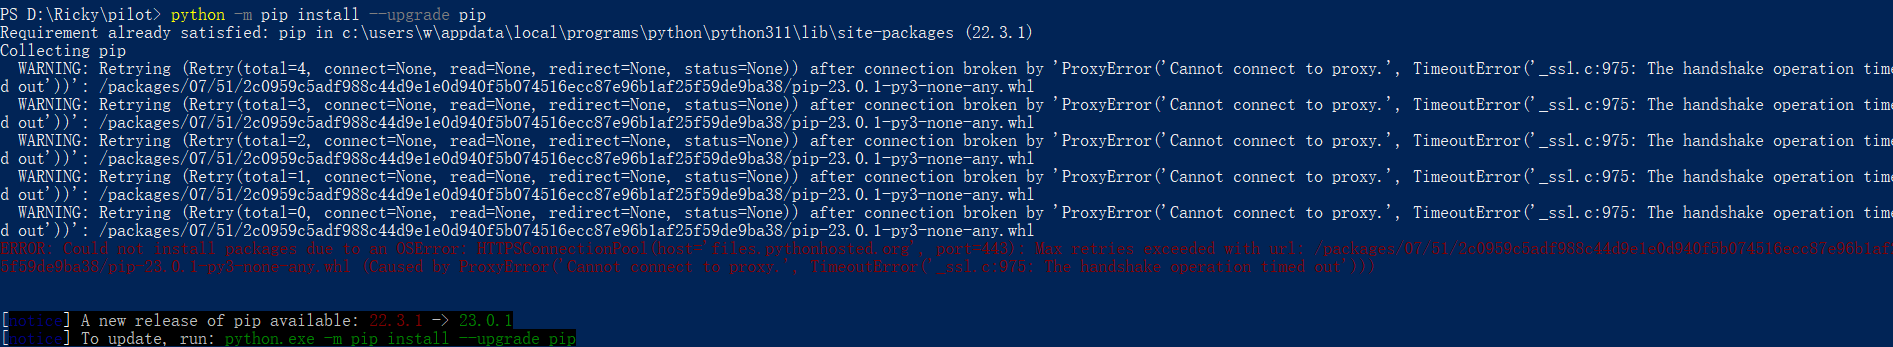 PS D:\Ricky\pilot> python -m pip install --upgrade pip
Requirement already satisfied: pip in c:\users\w\appdata\local\programs\python\python311\lib\site-packages (22.3.1)
Collecting pip
  WARNING: Retrying (Retry(total=4, connect=None, read=None, redirect=None, status=None)) after connection broken by 'ProxyError('Cannot connect to proxy.', TimeoutError('_ssl.c:975: The handshake operation time
d out'))': /packages/07/51/2c0959c5adf988c44d9e1e0d940f5b074516ecc87e96b1af25f59de9ba38/pip-23.0.1-py3-none-any.whl
  WARNING: Retrying (Retry(total=3, connect=None, read=None, redirect=None, status=None)) after connection broken by 'ProxyError('Cannot connect to proxy.', TimeoutError('_ssl.c:975: The handshake operation time
d out'))': /packages/07/51/2c0959c5adf988c44d9e1e0d940f5b074516ecc87e96b1af25f59de9ba38/pip-23.0.1-py3-none-any.whl
  WARNING: Retrying (Retry(total=2, connect=None, read=None, redirect=None, status=None)) after connection broken by 'ProxyError('Cannot connect to proxy.', TimeoutError('_ssl.c:975: The handshake operation time
d out'))': /packages/07/51/2c0959c5adf988c44d9e1e0d940f5b074516ecc87e96b1af25f59de9ba38/pip-23.0.1-py3-none-any.whl
  WARNING: Retrying (Retry(total=1, connect=None, read=None, redirect=None, status=None)) after connection broken by 'ProxyError('Cannot connect to proxy.', TimeoutError('_ssl.c:975: The handshake operation time
d out'))': /packages/07/51/2c0959c5adf988c44d9e1e0d940f5b074516ecc87e96b1af25f59de9ba38/pip-23.0.1-py3-none-any.whl
  WARNING: Retrying (Retry(total=0, connect=None, read=None, redirect=None, status=None)) after connection broken by 'ProxyError('Cannot connect to proxy.', TimeoutError('_ssl.c:975: The handshake operation time
d out'))': /packages/07/51/2c0959c5adf988c44d9e1e0d940f5b074516ecc87e96b1af25f59de9ba38/pip-23.0.1-py3-none-any.whl
ERROR: Could not install packages due to an OSError: HTTPSConnectionPool(host='files.pythonhosted.org', port=443): Max retries exceeded with url: /packages/07/51/2c0959c5adf988c44d9e1e0d940f5b074516ecc87e96b1af2
5f59de9ba38/pip-23.0.1-py3-none-any.whl (Caused by ProxyError('Cannot connect to proxy.', TimeoutError('_ssl.c:975: The handshake operation timed out')))
[notice] A new release of pip available: 22.3.1 -> 23.0.1
[notice] To update, run: python.exe -m pip install --upgrade pip